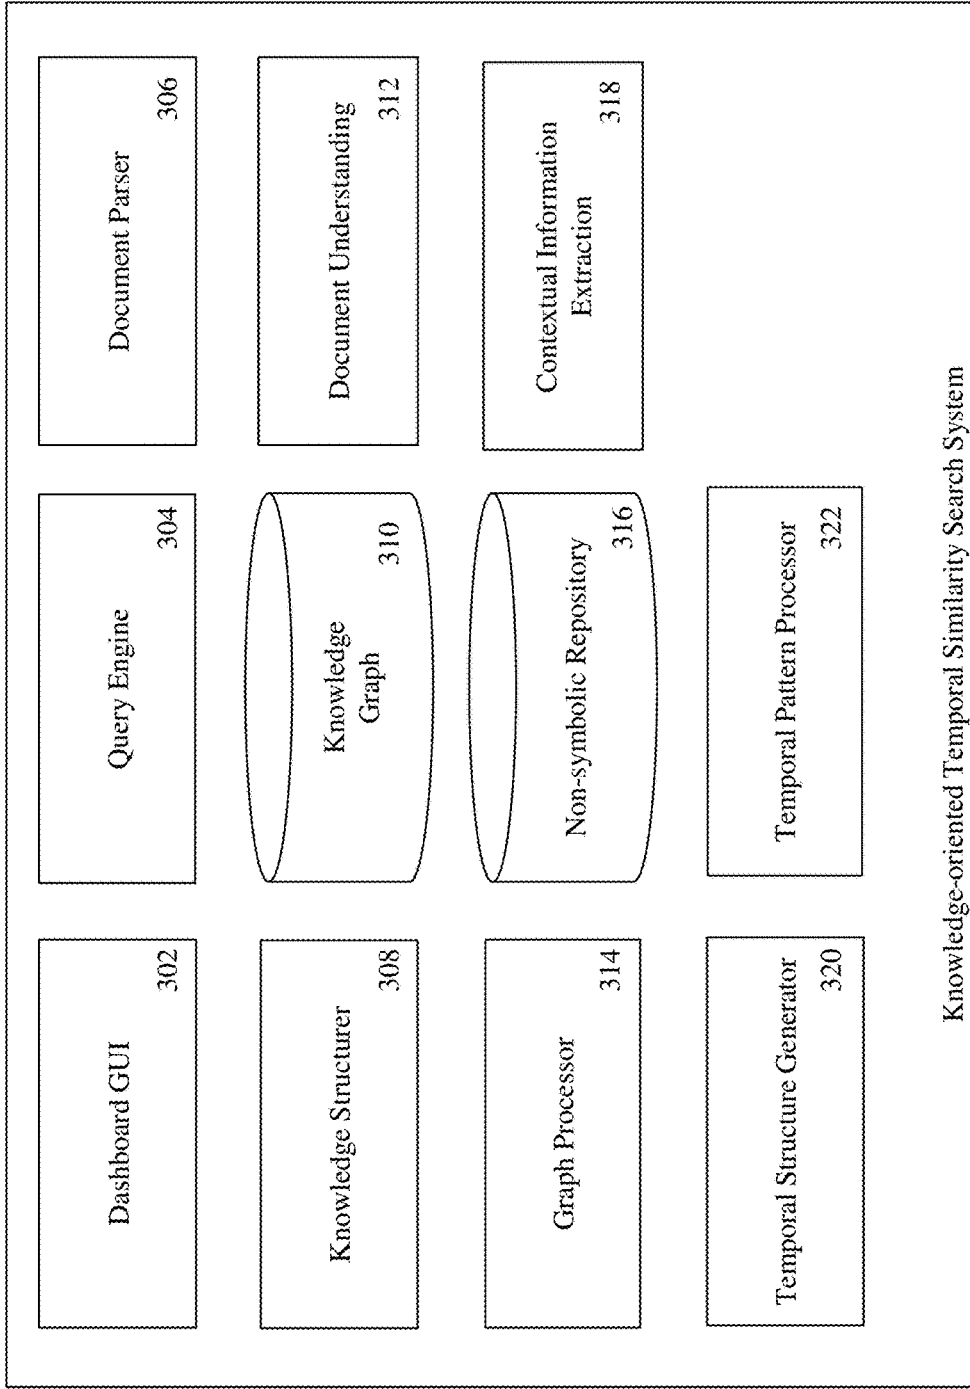 Dashboard GUI
302
Query Engine
304
Document Parser
306
Knowledge Structurer
308
Knowledge
Graph
310
Document Understanding
312
Graph Processor
314
Non-symbolic Repository
316
Contextual Information
Extraction
318
Temporal Structure Generator
320
Temporal Pattern Processor
322
Knowledge-oriented Temporal Similarity Search System